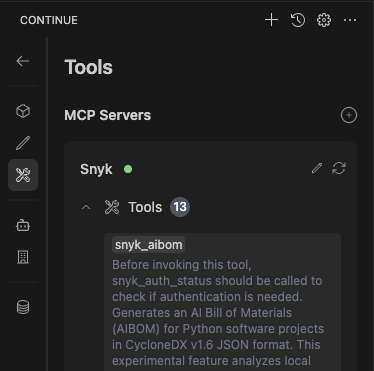 CONTINUE
Tools
MCP Servers
Snyk
Tools 13
snyk_aibom
Before invoking this tool,
snyk_auth_status should be called to
check if authentication is needed.
Generates an AI Bill of Materials
(AIBOM) for Python software projects
in CycloneDX v1.6 JSON format. This
experimental feature analyzes local